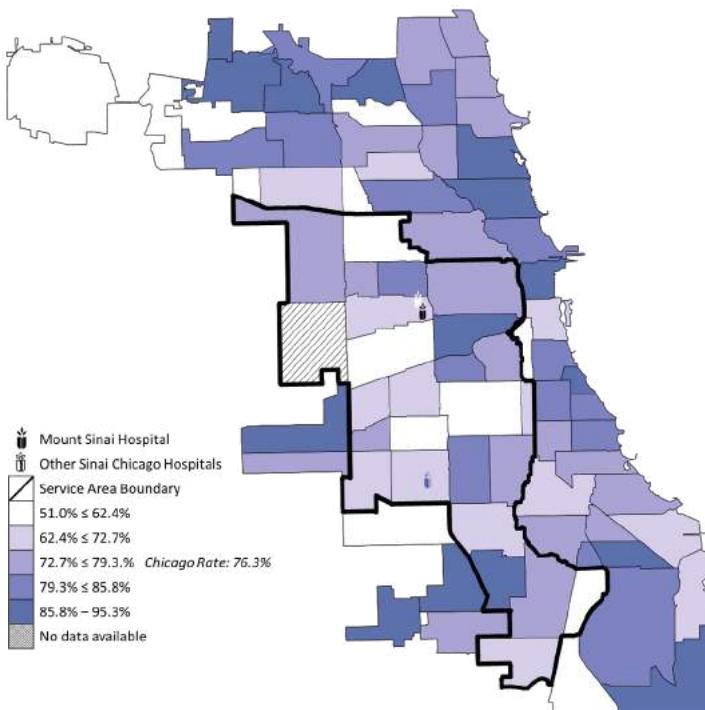 Mount Sinai Hospital
Other Sinai Chicago Hospitals
Service Area Boundary
51.0% ≤ 62.4%
62.4% ≤ 72.7%
72.7% ≤ 79.3.% Chicago Rate: 76.3%
79.3% ≤ 85.8%
85.8% – 95.3%
No data available